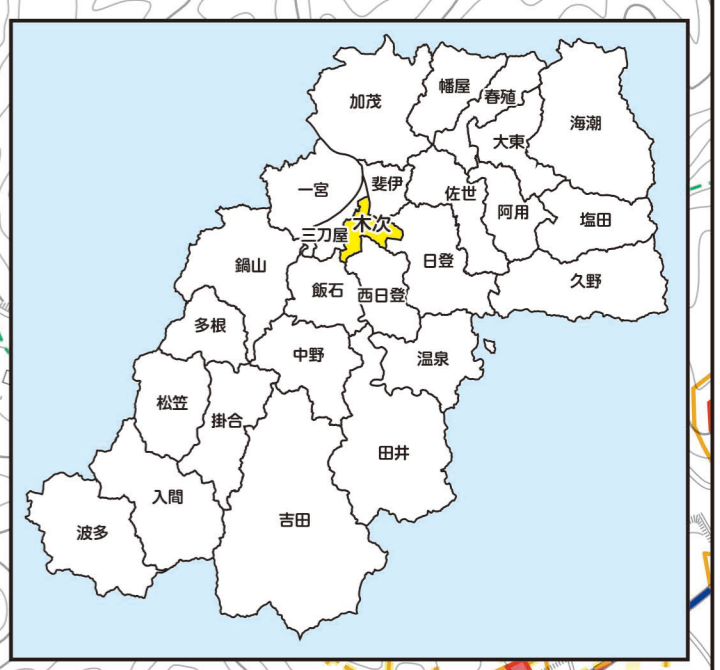 加茂
幡屋
春殖
海潮
大東
一宮
斐伊
佐世
阿用
塩田
木次
三刀屋
日登
鍋山
飯石
西日登
久野
多根
中野
温泉
松笠
掛合
田井
入間
吉田
波多